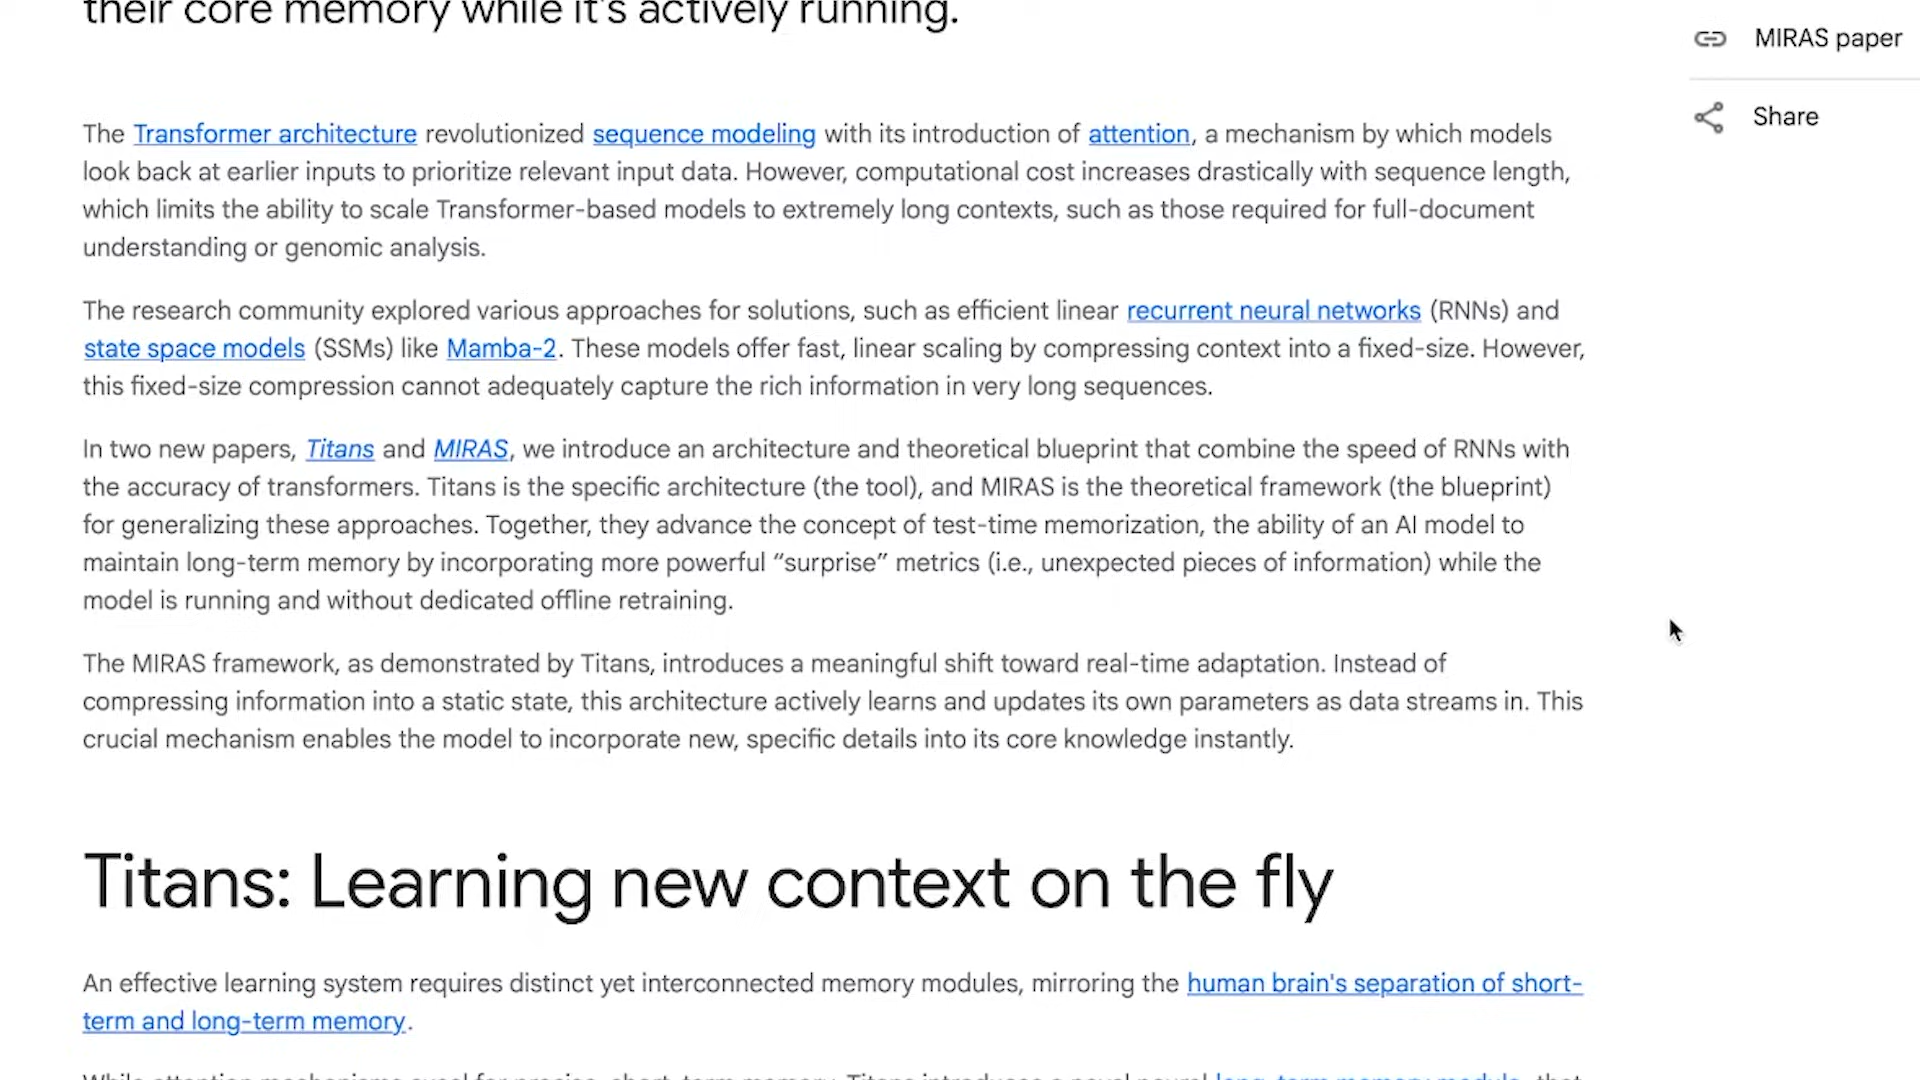 their core memory while it's actively running.
MIRAS paper
Share
The Transformer architecture revolutionized sequence modeling with its introduction of attention, a mechanism by which models
look back at earlier inputs to prioritize relevant input data. However, computational cost increases drastically with sequence length,
which limits the ability to scale Transformer-based models to extremely long contexts, such as those required for full-document
understanding or genomic analysis.
The research community explored various approaches for solutions, such as efficient linear recurrent neural networks (RNNs) and
state space models (SSMs) like Mamba-2. These models offer fast, linear scaling by compressing context into a fixed-size. However,
this fixed-size compression cannot adequately capture the rich information in very long sequences.
In two new papers, Titans and MIRAS, we introduce an architecture and theoretical blueprint that combine the speed of RNNs with
the accuracy of transformers. Titans is the specific architecture (the tool), and MIRAS is the theoretical framework (the blueprint)
for generalizing these approaches. Together, they advance the concept of test-time memorization, the ability of an AI model to
maintain long-term memory by incorporating more powerful “surprise” metrics (i.e., unexpected pieces of information) while the
model is running and without dedicated offline retraining.
The MIRAS framework, as demonstrated by Titans, introduces a meaningful shift toward real-time adaptation. Instead of
compressing information into a static state, this architecture actively learns and updates its own parameters as data streams in. This
crucial mechanism enables the model to incorporate new, specific details into its core knowledge instantly.
Titans: Learning new context on the fly
An effective learning system requires distinct yet interconnected memory modules, mirroring the human brain's separation of short-
term and long-term memory.